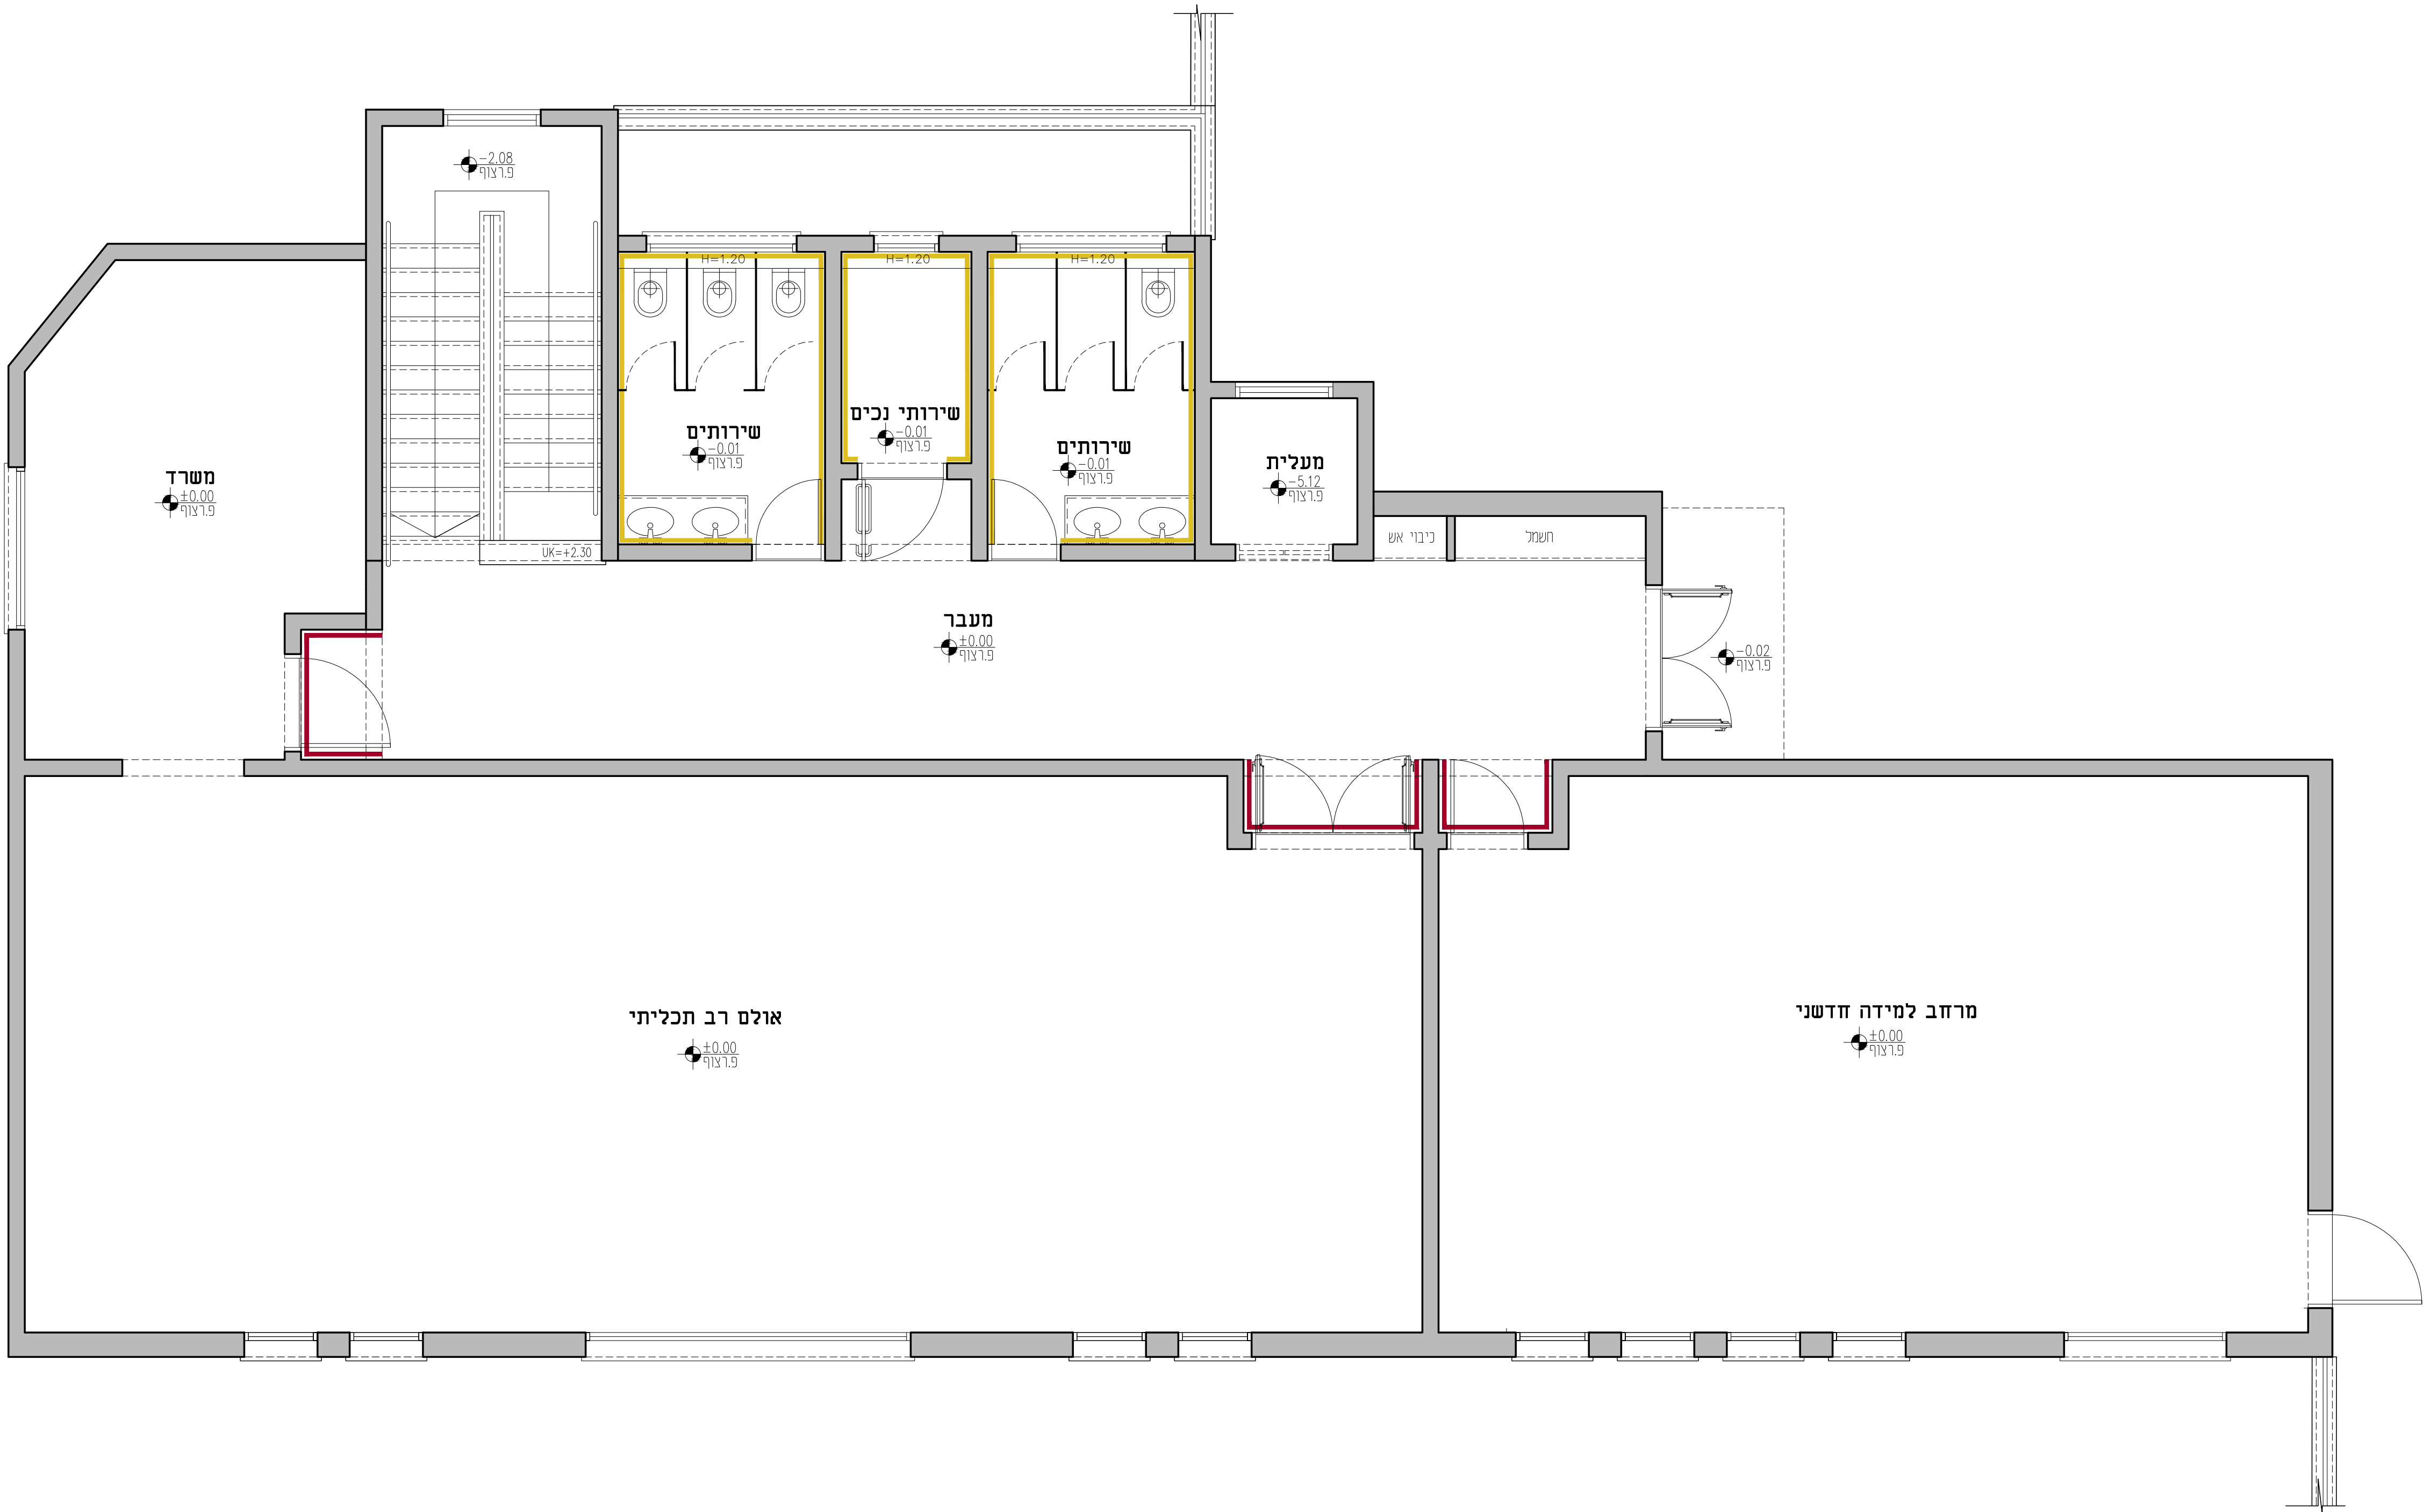 -2.08
פ.רצוף
H=1.20
H=1.20
H=1.20
שירותים
-0.01
פ.רצוף
שירותי נכים
-0.01
פ.רצוף
שירותים
-0.01
פ.רצוף
מעלית
-5.12
פ.רצוף
משרד
±0.00
פ.רצוף
UK=+2.30
כיבוי אש
חשמל
מעבר
±0.00
פ.רצוף
-0.02
פ.רצוף
אולם רב תכליתי
±0.00
פ.רצוף
מרחב למידה חדשני
±0.00
פ.רצוף